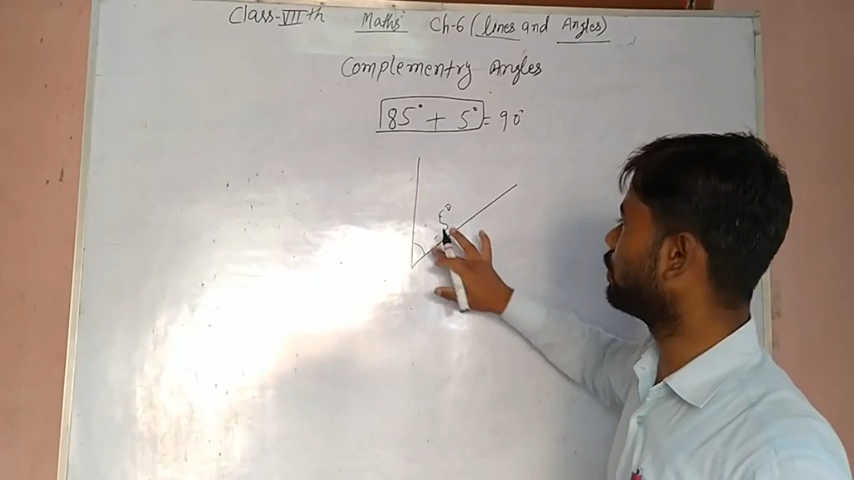 Class-VIIth Maths Ch-6 (lines and Angles)
Complementry Angles
85° + 5° = 90°